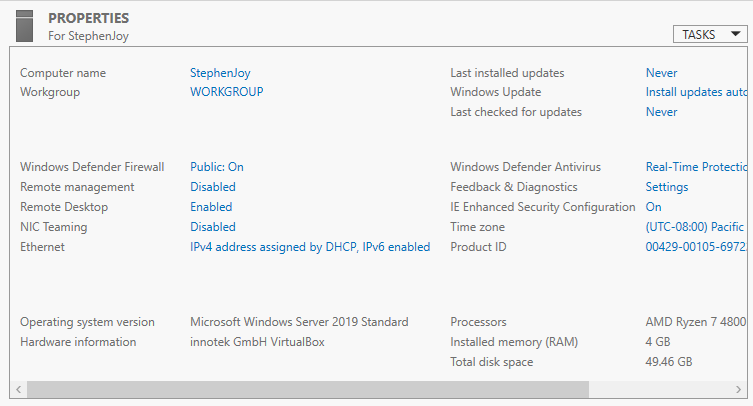 PROPERTIES
For StephenJoy
TASKS
Computer name StephenJoy Last installed updates Never
Workgroup WORKGROUP Windows Update Install updates auto
Last checked for updates Never
Windows Defender Firewall Public: On Windows Defender Antivirus Real-Time Protectio
Remote management Disabled Feedback & Diagnostics Settings
Remote Desktop Enabled IE Enhanced Security Configuration On
NIC Teaming Disabled Time zone (UTC-08:00) Pacific
Ethernet IPv4 address assigned by DHCP, IPv6 enabled Product ID 00429-00105-6972
Operating system version Microsoft Windows Server 2019 Standard Processors AMD Ryzen 7 4800
Hardware information innotek GmbH VirtualBox Installed memory (RAM) 4 GB
Total disk space 49.46 GB